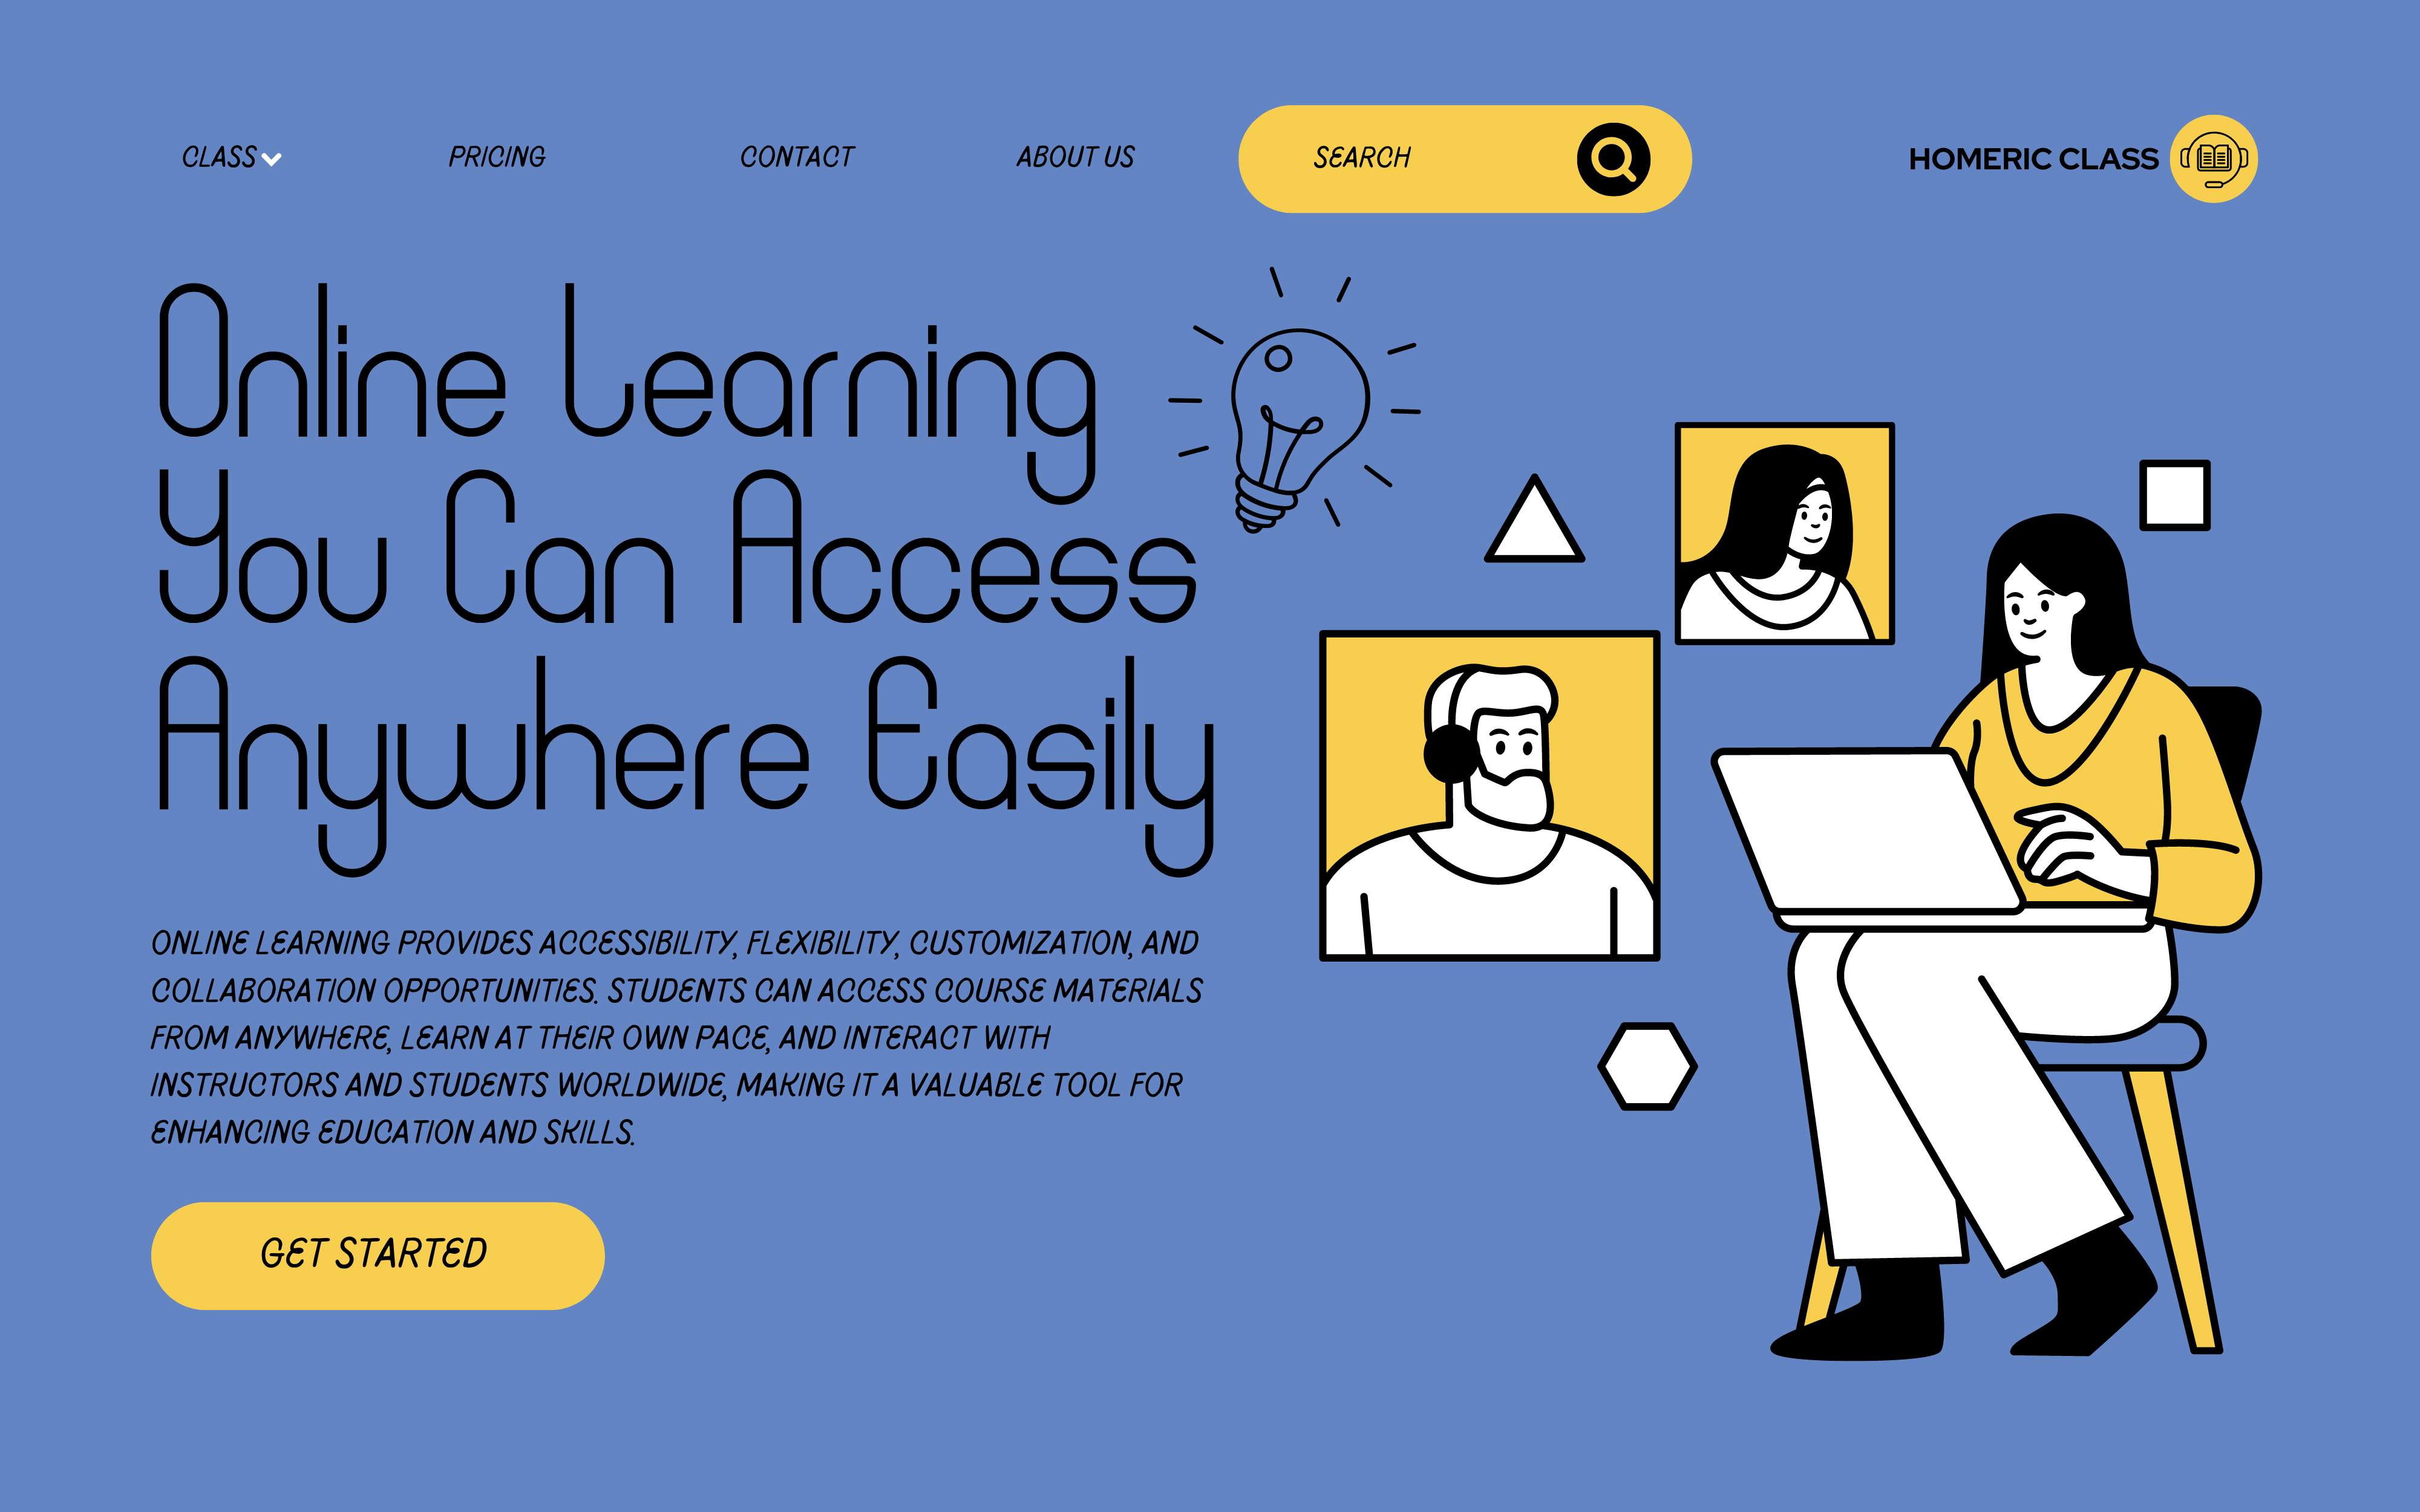 CLASS
PRICING
CONTACT
ABOUT US
SEARCH
HOMERIC CLASS
Online Learning
You Can Access
Anywhere Easily
ONLINE LEARNING PROVIDES ACCESSIBILITY, FLEXIBILITY, CUSTOMIZATION, AND
COLLABORATION OPPORTUNITIES. STUDENTS CAN ACCESS COURSE MATERIALS
FROM ANYWHERE, LEARN AT THEIR OWN PACE, AND INTERACT WITH
INSTRUCTORS AND STUDENTS WORLDWIDE, MAKING IT A VALUABLE TOOL FOR
ENHANCING EDUCATION AND SKILLS.
GET STARTED